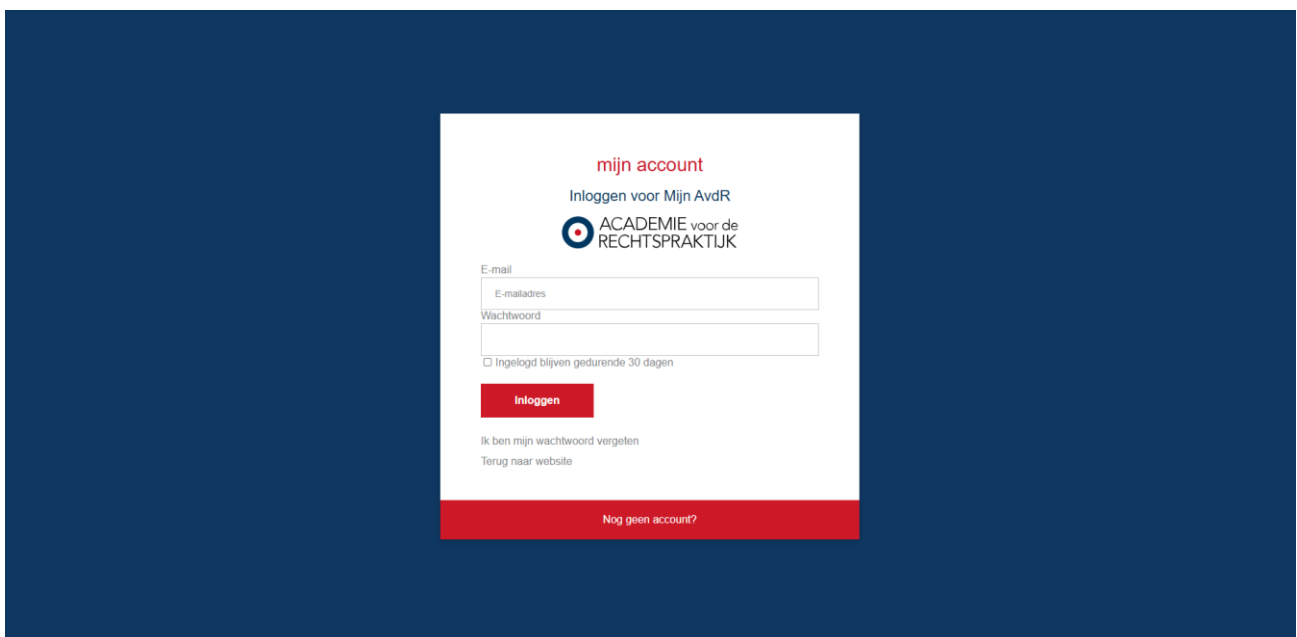 mijn account
Inloggen voor Mijn AvdR
ACADEMIE voor de
RECHTSPRAKTIJK
E-mail
E-mailadres
Wachtwoord
Ingelogd blijven gedurende 30 dagen
Inloggen
Ik ben mijn wachtwoord vergeten
Terug naar website
Nog geen account?